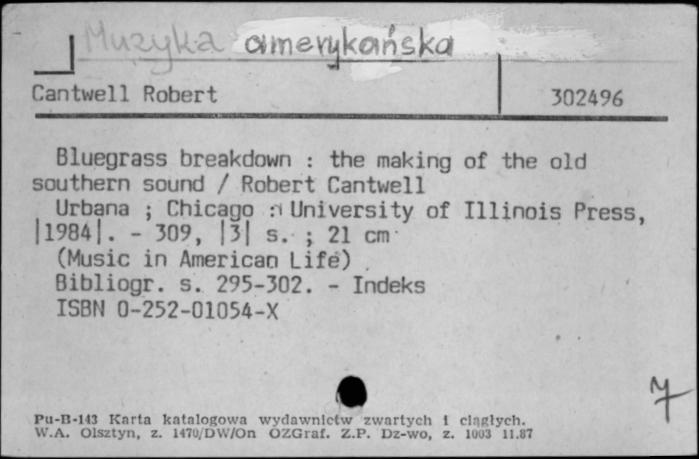 Muzyka amerykańska
Cantwell Robert
302496
Bluegrass breakdown : the making of the old
southern sound / Robert Cantwell
Urbana ; Chicago : University of Illinois Press,
|1984|. - 309, |3| s. ; 21 cm
(Music in American Life)
Bibliogr. s. 295-302. - Indeks
ISBN 0-252-01054-X
Pu-B-143 Karta katalogowa wydawnictw zwartych i ciągłych.
W.A. Olsztyn, z. 1470/DW/On OZGraf. Z.P. Dz-wo, z. 1003 11.87